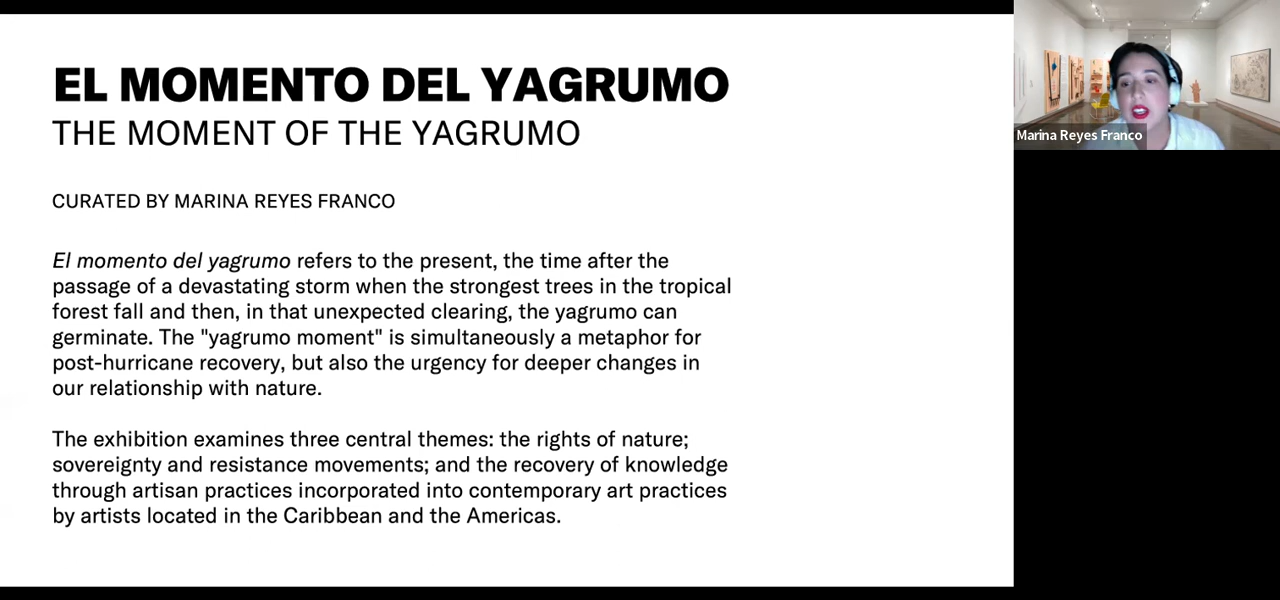 EL MOMENTO DEL YAGRUMO
THE MOMENT OF THE YAGRUMO
CURATED BY MARINA REYES FRANCO
El momento del yagrumo refers to the present, the time after the
passage of a devastating storm when the strongest trees in the tropical
forest fall and then, in that unexpected clearing, the yagrumo can
germinate. The "yagrumo moment" is simultaneously a metaphor for
post-hurricane recovery, but also the urgency for deeper changes in
our relationship with nature.
The exhibition examines three central themes: the rights of nature;
sovereignty and resistance movements; and the recovery of knowledge
through artisan practices incorporated into contemporary art practices
by artists located in the Caribbean and the Americas.
Marina Reyes Franco